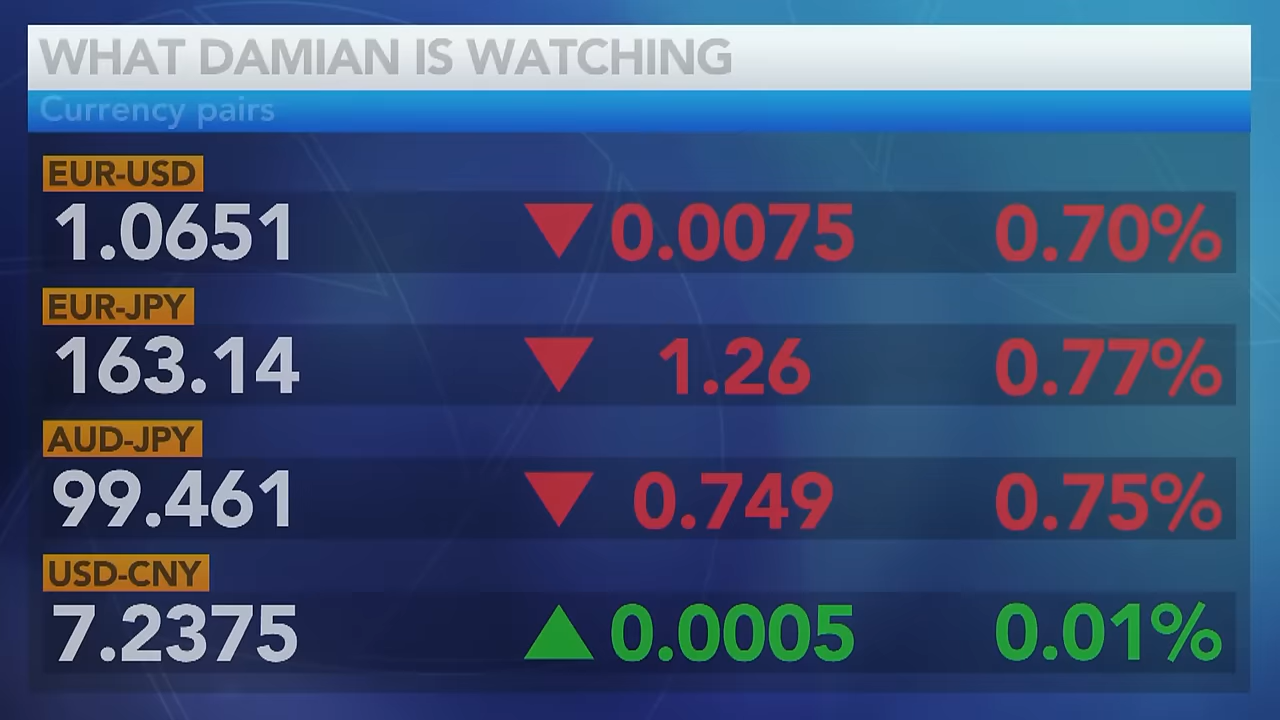 WHAT DAMIAN IS WATCHING
Currency pairs
EUR-USD
1.0651 ▼ 0.0075 0.70%
EUR-JPY
163.14 ▼ 1.26 0.77%
AUD-JPY
99.461 ▼ 0.749 0.75%
USD-CNY
7.2375 ▲ 0.0005 0.01%